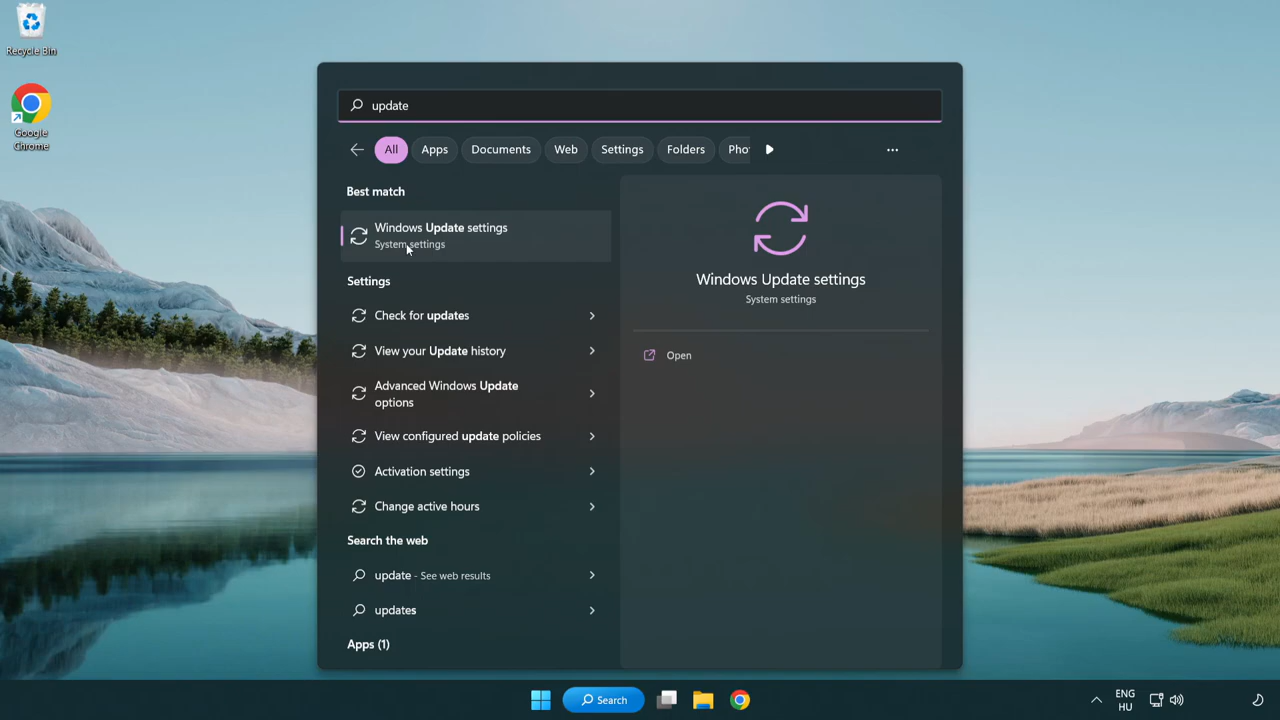 Recycle Bin
Google
Chrome
update
All
Apps
Documents
Web
Settings
Folders
Pho
Best match
Windows Update settings
System settings
Settings
Check for updates
View your Update history
Advanced Windows Update
options
View configured update policies
Activation settings
Change active hours
Search the web
update - See web results
updates
Apps (1)
Windows Update settings
System settings
Open
Search
ENG
HU